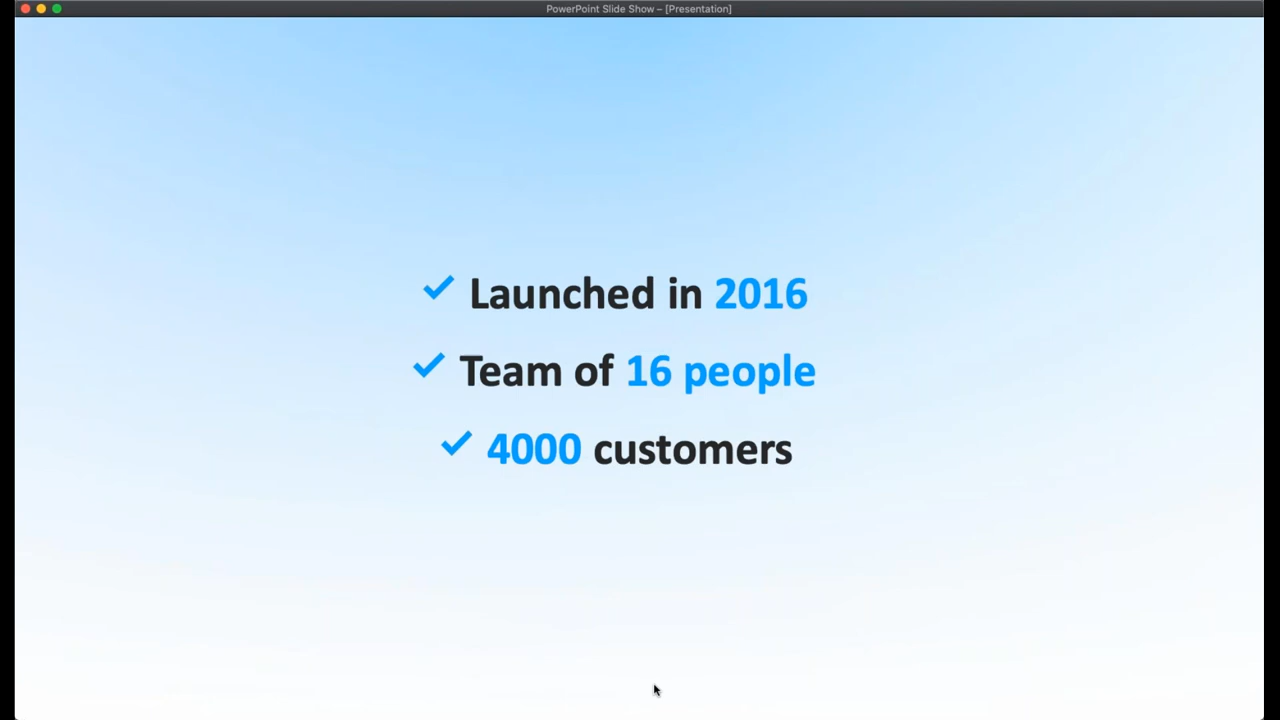 PowerPoint Slide Show – [Presentation]
Launched in 2016
Team of 16 people
4000 customers